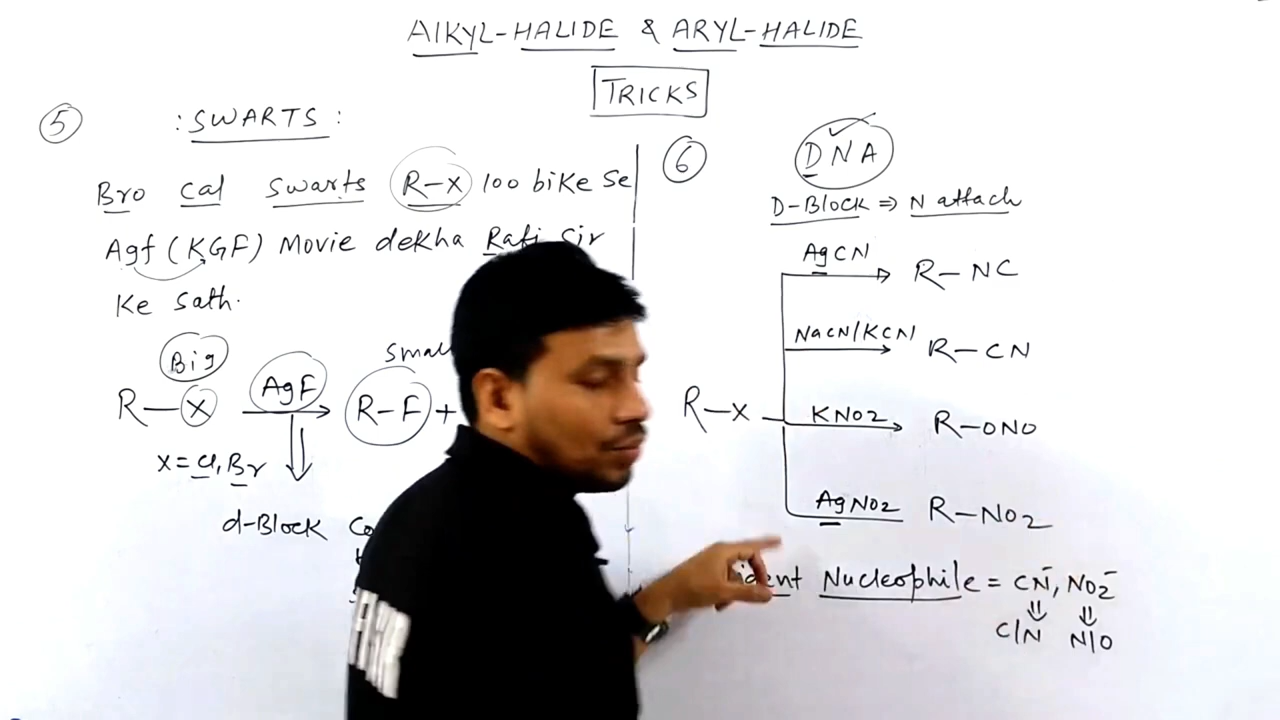 ALKYL-HALIDE & ARYL-HALIDE
TRICKS
5
: SWARTS :
Bro cal swarts R-X 100 bike se
Agf (KGF) Movie dekha Rafi Sir
Ke sath.
Big
small
R-X AgF R-F +
X = Cl, Br
d-Block
6
DNA
D-Block ⇒ N attach
AgCN R-NC
NaCN/KCN R-CN
R-X KNO2 R-ONO
AgNO2 R-NO2
Nucleophile = CN⁻, NO2⁻
C/N N/O